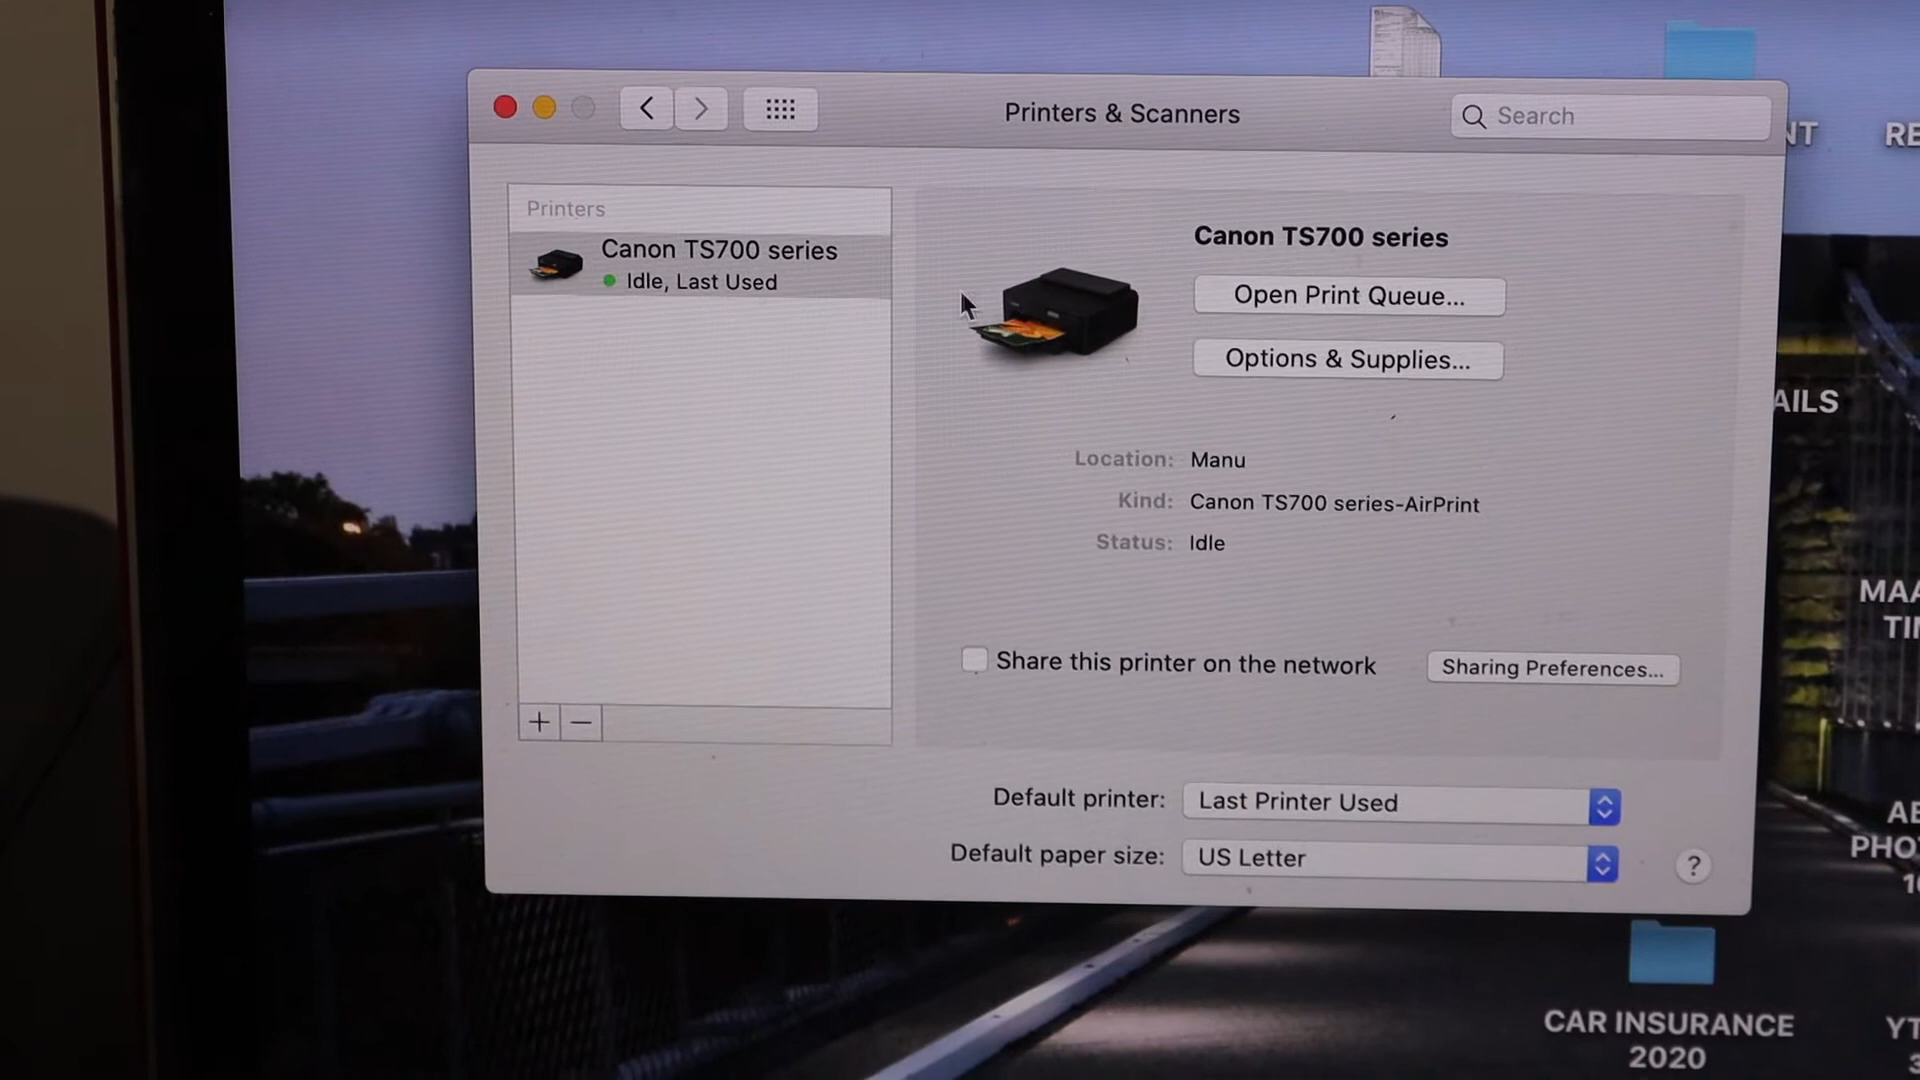 Printers & Scanners
Search
Printers
Canon TS700 series
Idle, Last Used
Canon TS700 series
Open Print Queue...
Options & Supplies...
Location: Manu
Kind: Canon TS700 series-AirPrint
Status: Idle
Share this printer on the network
Sharing Preferences...
+ −
Default printer: Last Printer Used
Default paper size: US Letter
?
NT
RE
AILS
MAA
TI
PHO
CAR INSURANCE
2020
YT